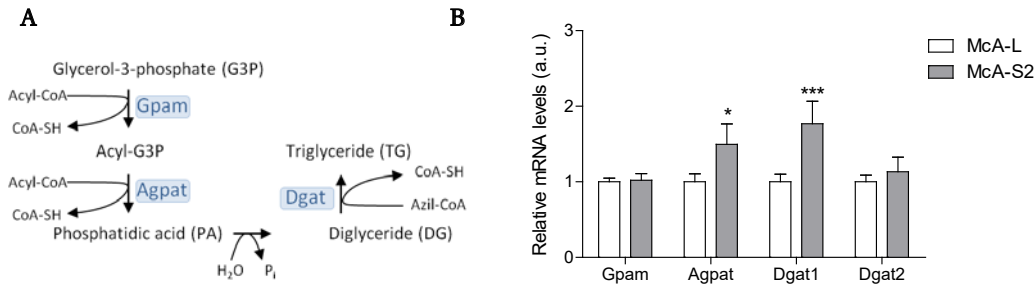 A
Glycerol-3-phosphate (G3P)
Acyl-CoA
Gpam
CoA-SH
Acyl-G3P
Acyl-CoA
Agpat
CoA-SH
Phosphatidic acid (PA)
H₂O
Pᵢ
Triglyceride (TG)
CoA-SH
Dgat
Azil-CoA
Diglyceride (DG)
B
Relative mRNA levels (a.u.)
3
2
1
0
*
***
Gpam Agpat Dgat1 Dgat2
McA-L
McA-S2